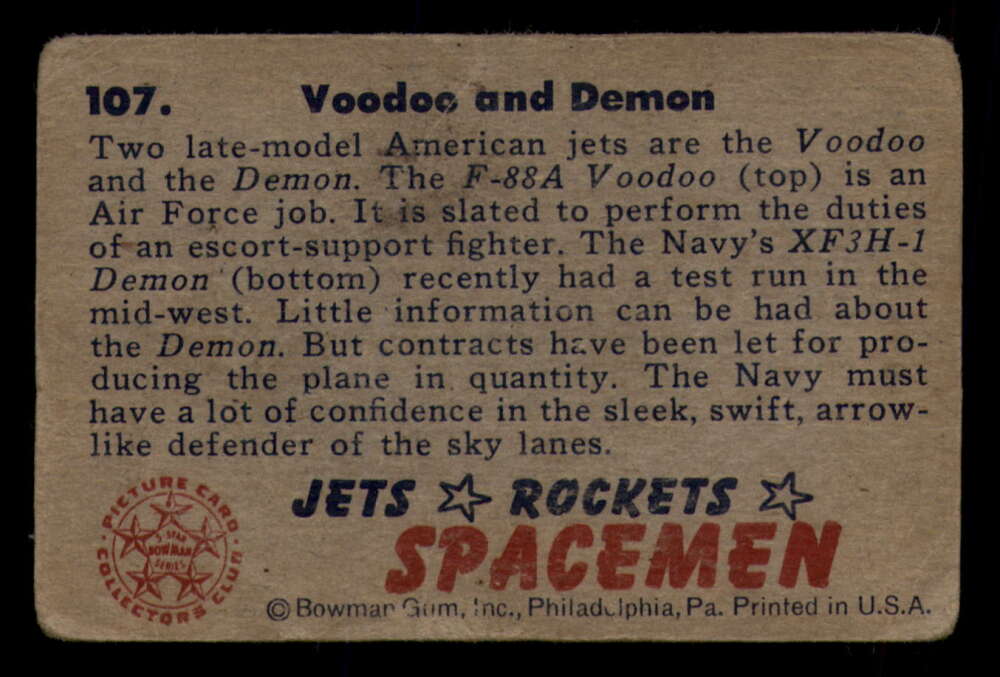 107. Voodoo and Demon
Two late-model American jets are the Voodoo
and the Demon. The F-88A Voodoo (top) is an
Air Force job. It is slated to perform the duties
of an escort-support fighter. The Navy's XF3H-1
Demon (bottom) recently had a test run in the
mid-west. Little information can be had about
the Demon. But contracts have been let for pro-
ducing the plane in quantity. The Navy must
have a lot of confidence in the sleek, swift, arrow-
like defender of the sky lanes.
JETS ☆ ROCKETS ☆
SPACEMEN
PICTURE CARD
COLLECTORS CLUB
5-STAR
BOWMAN
SERIES
© Bowman Gum, Inc., Philadelphia, Pa. Printed in U.S.A.